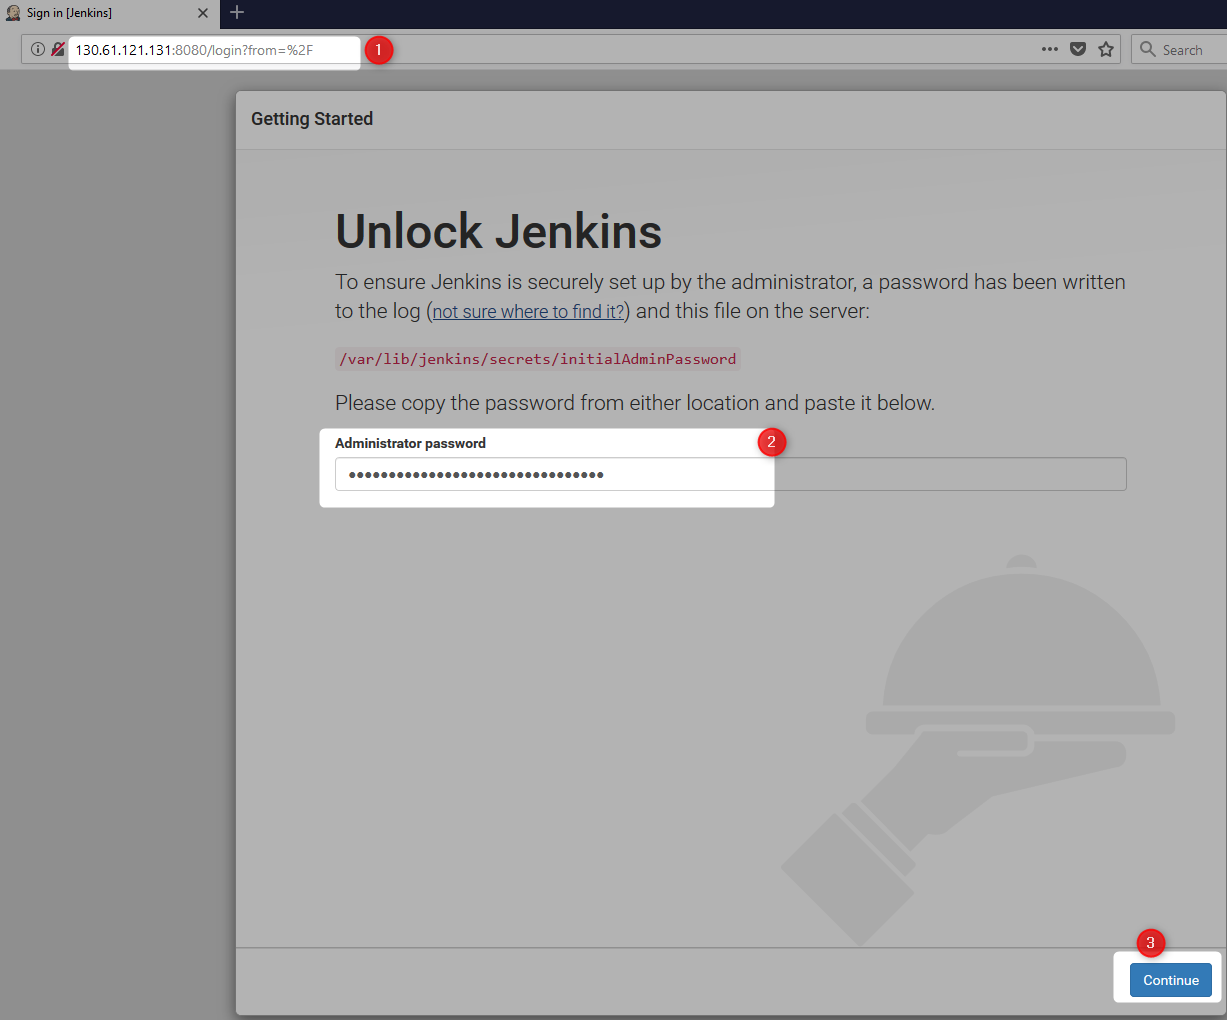 Sign in [Jenkins]
130.61.121.131:8080/login?from=%2F
1
Search
Getting Started
Unlock Jenkins
To ensure Jenkins is securely set up by the administrator, a password has been written
to the log (not sure where to find it?) and this file on the server:
/var/lib/jenkins/secrets/initialAdminPassword
Please copy the password from either location and paste it below.
Administrator password
2
••••••••••••••••••••••••••••••••
3
Continue